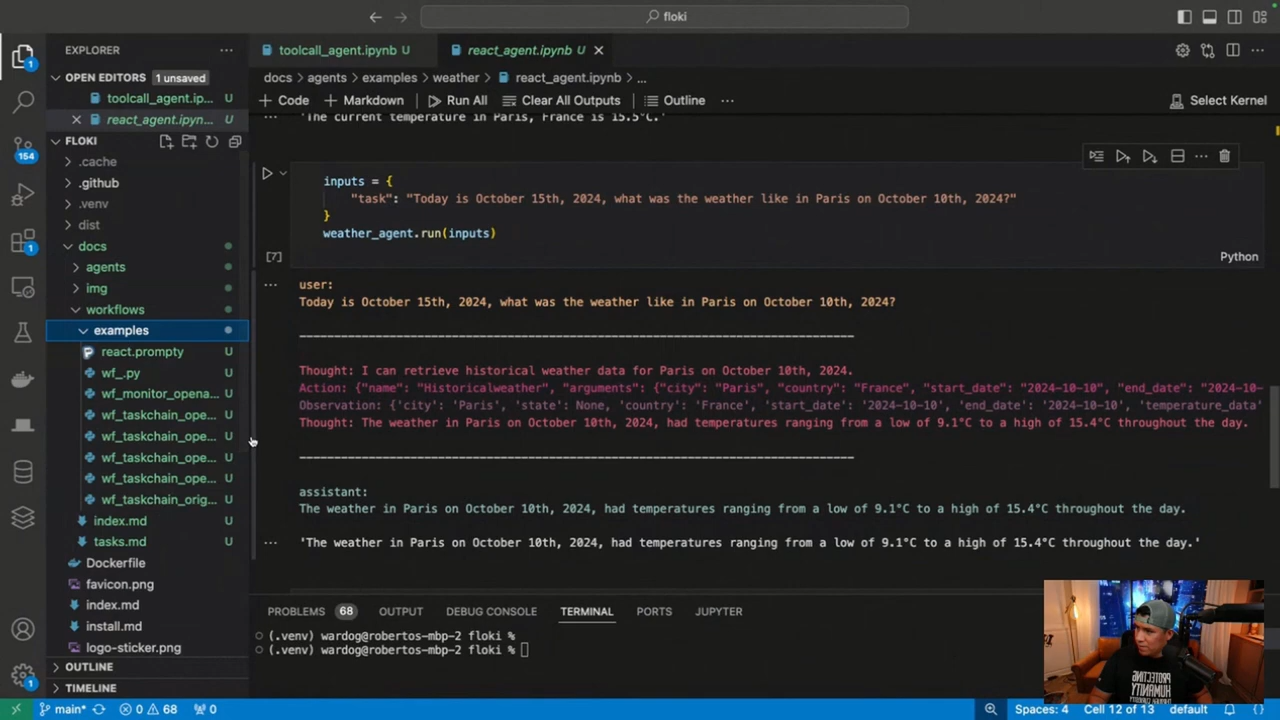 floki
EXPLORER
OPEN EDITORS 1 unsaved
toolcall_agent.ip... U
react_agent.ipyn... U
FLOKI
.cache
.github
.venv
dist
docs
agents
img
workflows
examples
react.prompty U
wf_.py U
wf_monitor_opena... U
wf_taskchain_ope... U
wf_taskchain_ope... U
wf_taskchain_ope... U
wf_taskchain_ope... U
wf_taskchain_orig... U
index.md U
tasks.md U
Dockerfile
favicon.png
index.md
install.md
logo-sticker.png
OUTLINE
TIMELINE
1
154
1
1
toolcall_agent.ipynb U
react_agent.ipynb U
docs > agents > examples > weather > react_agent.ipynb > ...
+ Code + Markdown Run All Clear All Outputs Outline ... Select Kernel
'The current temperature in Paris, France is 15.5°C.'
inputs = {
"task": "Today is October 15th, 2024, what was the weather like in Paris on October 10th, 2024?"
}
weather_agent.run(inputs)
[7] Python
user:
Today is October 15th, 2024, what was the weather like in Paris on October 10th, 2024?
Thought: I can retrieve historical weather data for Paris on October 10th, 2024.
Action: {"name": "Historicalweather", "arguments": {"city": "Paris", "country": "France", "start_date": "2024-10-10", "end_date": "2024-10-
Observation: {'city': 'Paris', 'state': None, 'country': 'France', 'start_date': '2024-10-10', 'end_date': '2024-10-10', 'temperature_data'
Thought: The weather in Paris on October 10th, 2024, had temperatures ranging from a low of 9.1°C to a high of 15.4°C throughout the day.
assistant:
The weather in Paris on October 10th, 2024, had temperatures ranging from a low of 9.1°C to a high of 15.4°C throughout the day.
'The weather in Paris on October 10th, 2024, had temperatures ranging from a low of 9.1°C to a high of 15.4°C throughout the day.'
PROBLEMS 68 OUTPUT DEBUG CONSOLE TERMINAL PORTS JUPYTER
(.venv) wardog@robertos-mbp-2 floki %
(.venv) wardog@robertos-mbp-2 floki %
PROTECTING
HUMANITY
main* 0 68 0 Spaces: 4 Cell 12 of 13 default